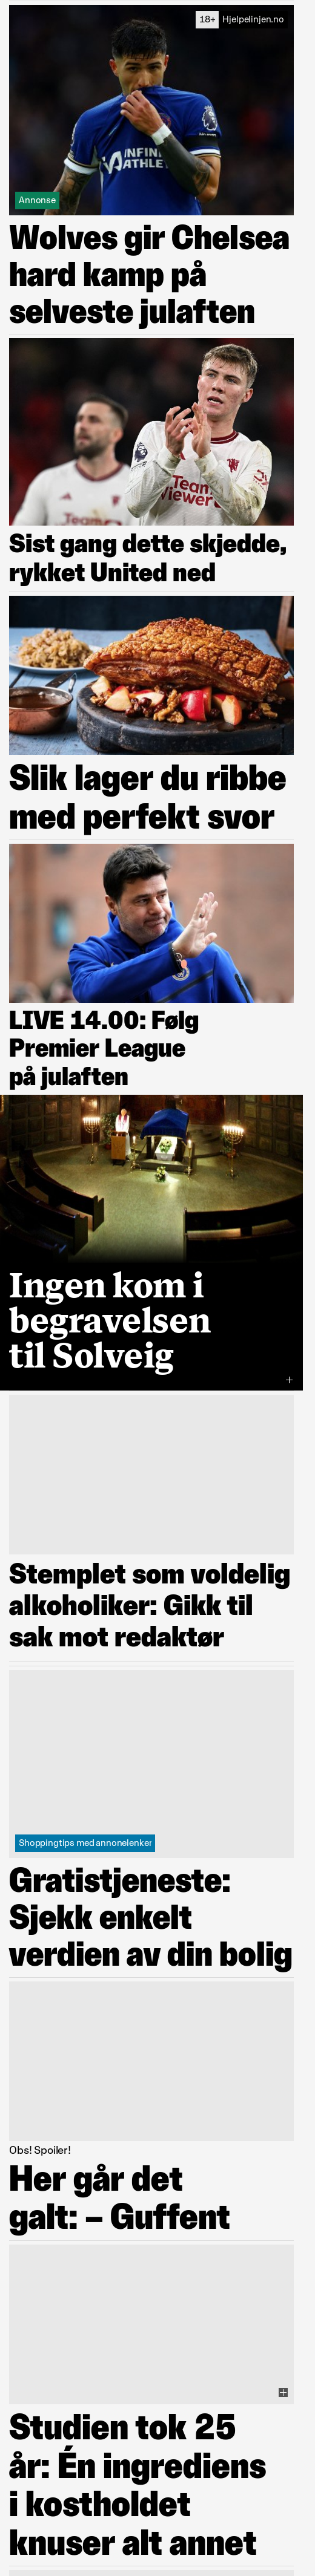 18+ Hjelpelinjen.no
INFINITE
ATHLETE
Annonse
Wolves gir Chelsea
hard kamp på
selveste julaften
Team
Viewer
Team
Sist gang dette skjedde,
rykket United ned
Slik lager du ribbe
med perfekt svor
LIVE 14.00: Følg
Premier League
på julaften
Ingen kom i
begravelsen
til Solveig
+
Stemplet som voldelig
alkoholiker: Gikk til
sak mot redaktør
Shoppingtips med annonselenker
Gratistjeneste:
Sjekk enkelt
verdien av din bolig
Obs! Spoiler!
Her går det
galt: – Guffent
Studien tok 25
år: Én ingrediens
i kostholdet
knuser alt annet